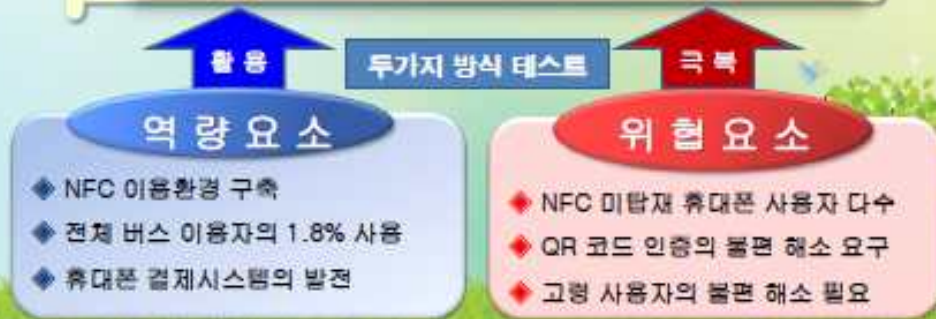 활 용
두가지 방식 테스트
극 복
역 량 요 소
위 협 요 소
◆ NFC 이용환경 구축
◆ 전체 버스 이용자의 1.8% 사용
◆ 휴대폰 결제시스템의 발전
◆ NFC 미탑재 휴대폰 사용자 다수
◆ QR 코드 인증의 불편 해소 요구
◆ 고령 사용자의 불편 해소 필요